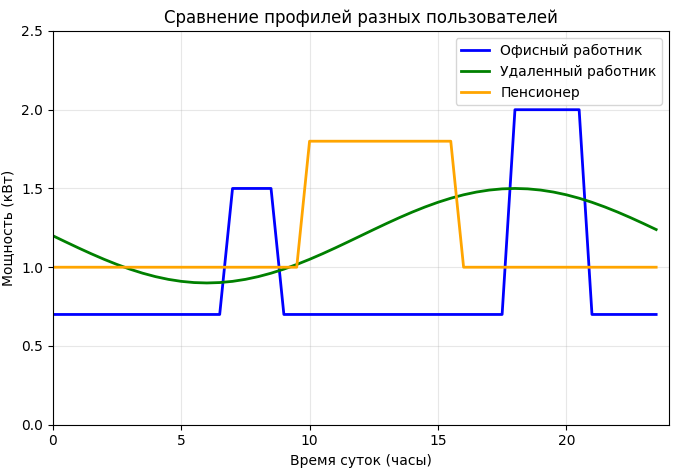 Сравнение профилей разных пользователей
Офисный работник
Удаленный работник
Пенсионер
Мощность (кВт)
2.5
2.0
1.5
1.0
0.5
0.0
0 5 10 15 20
Время суток (часы)